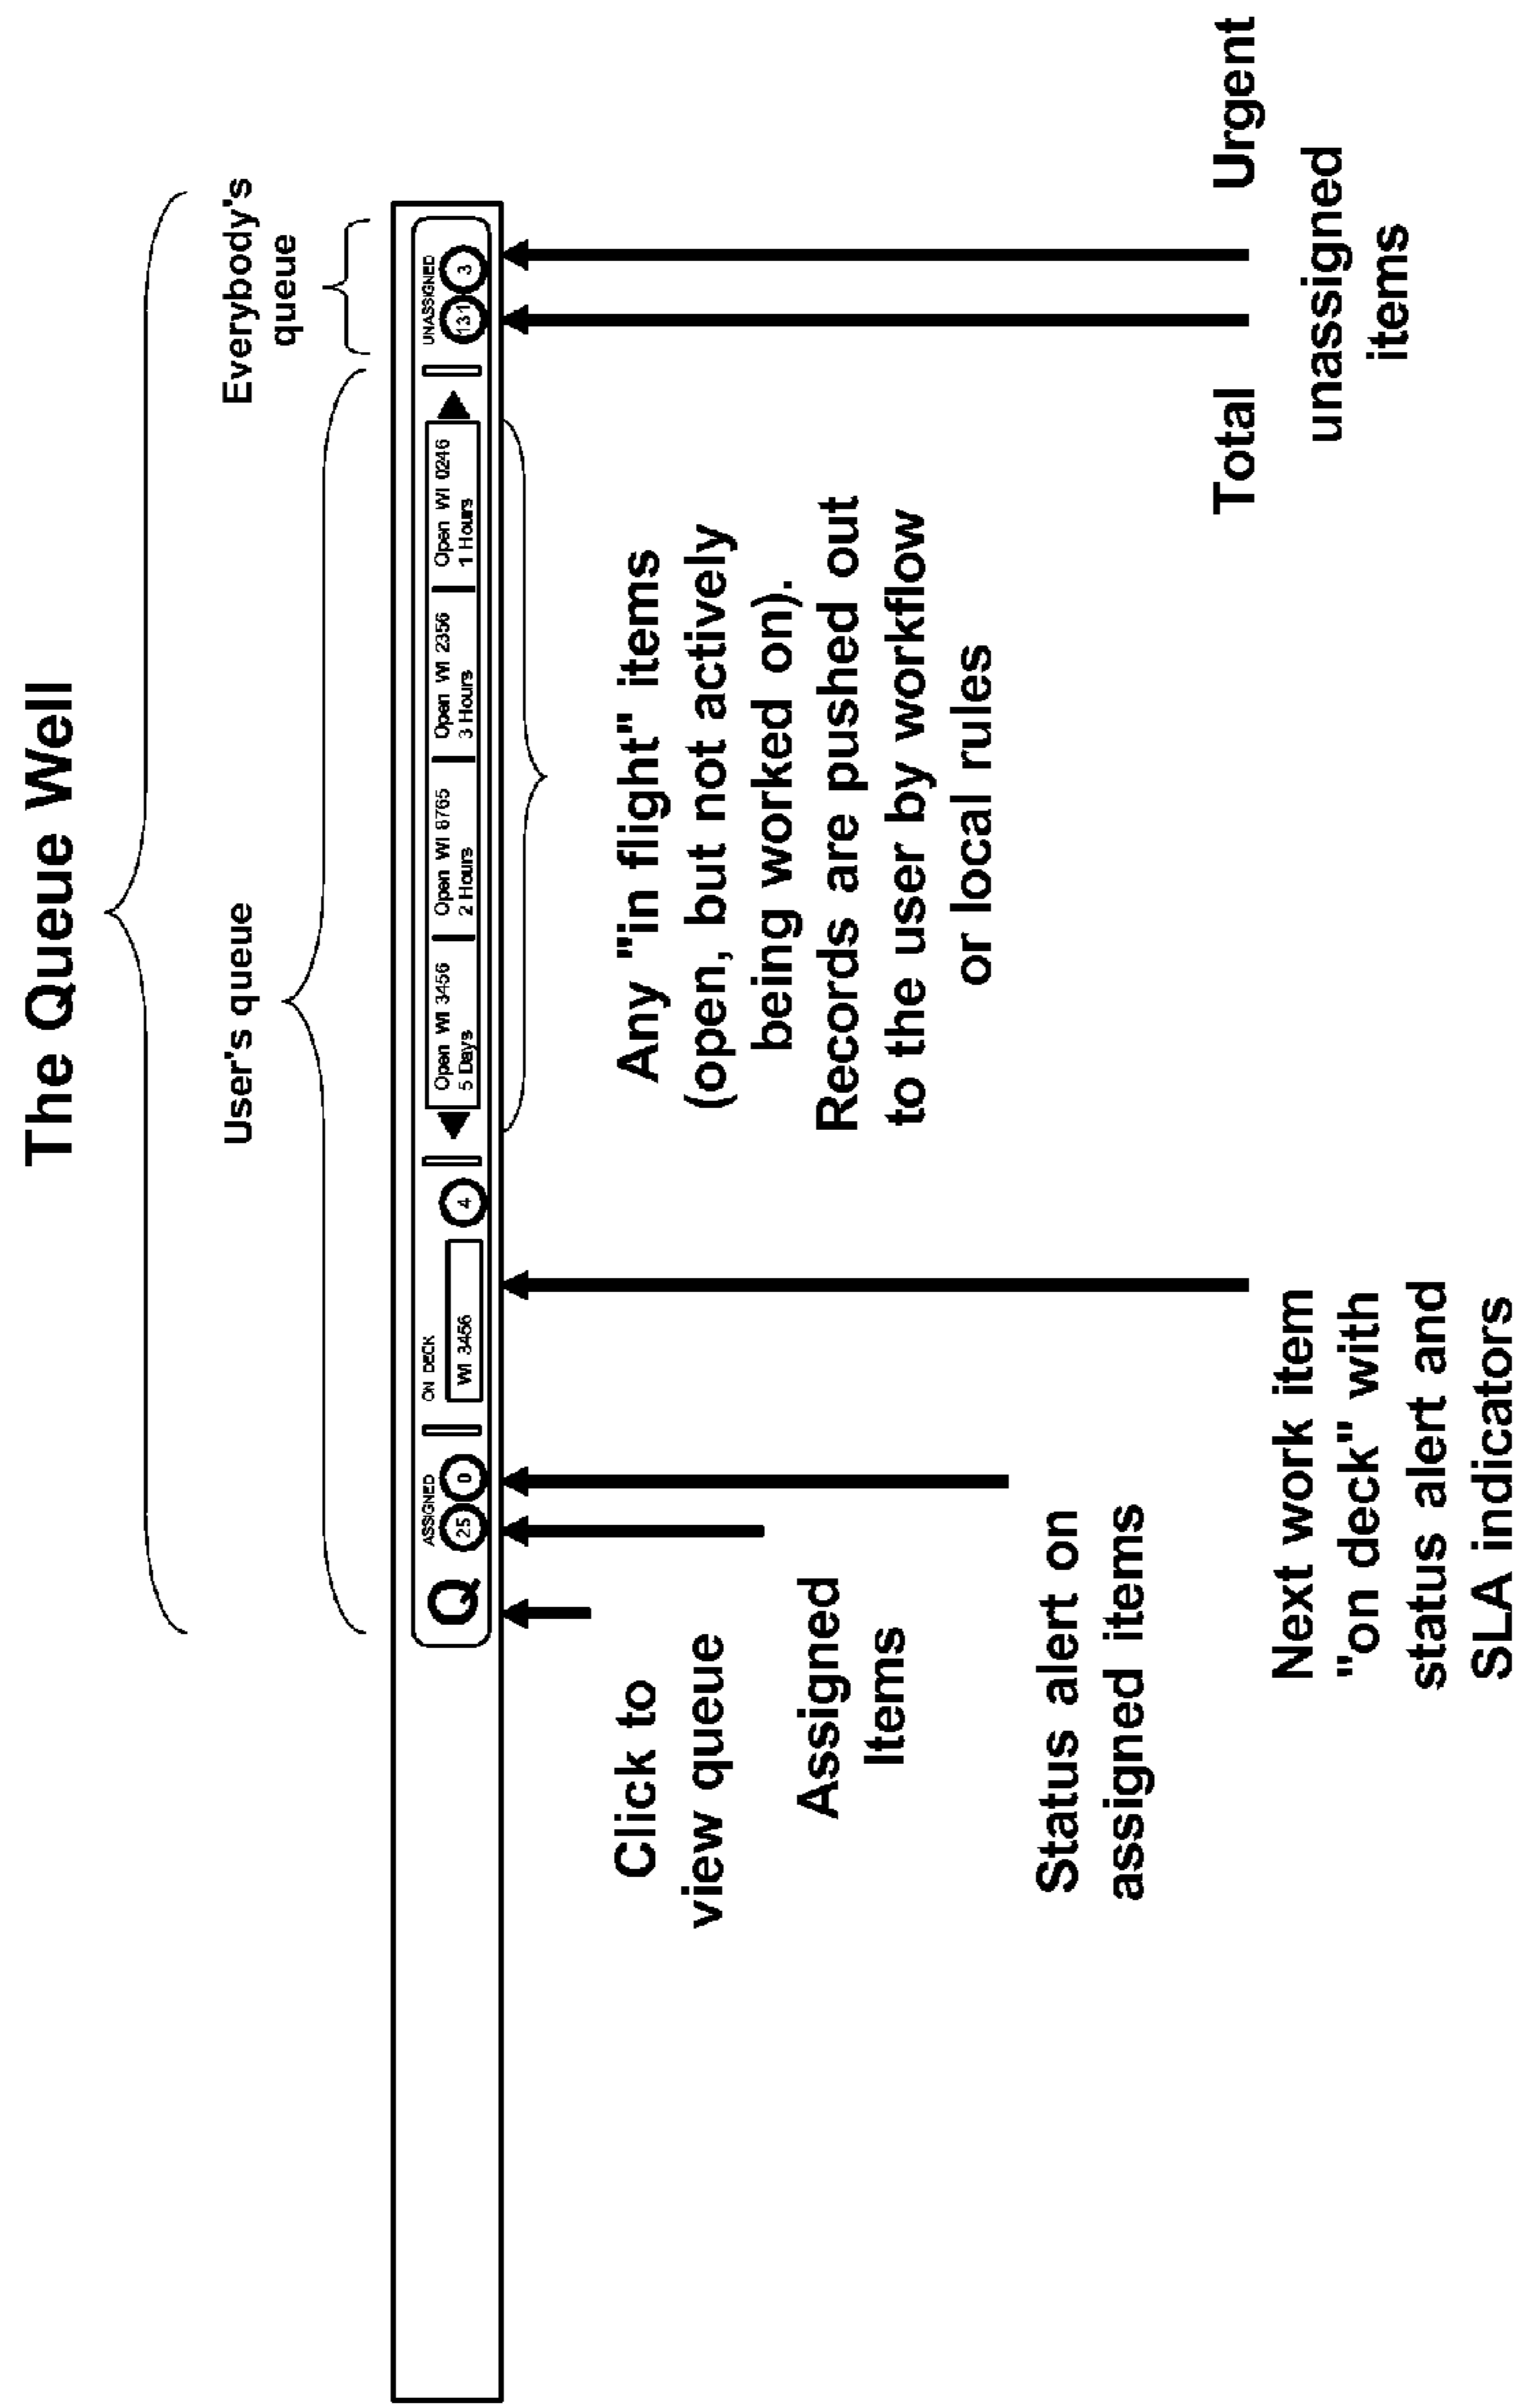 The Queue Well
User's queue
Everybody's
queue
Q
ASSIGNED
25
0
ON DECK
WI 3456
4
Open WI 3456
5 Days
Open WI 8765
2 Hours
Open WI 2356
3 Hours
Open WI 0246
1 Hours
UNASSIGNED
131
3
Click to
view queue
Assigned
Items
Status alert on
assigned items
Next work item
"on deck" with
status alert and
SLA indicators
Any "in flight" items
(open, but not actively
being worked on).
Records are pushed out
to the user by workflow
or local rules
Total Urgent
unassigned
items